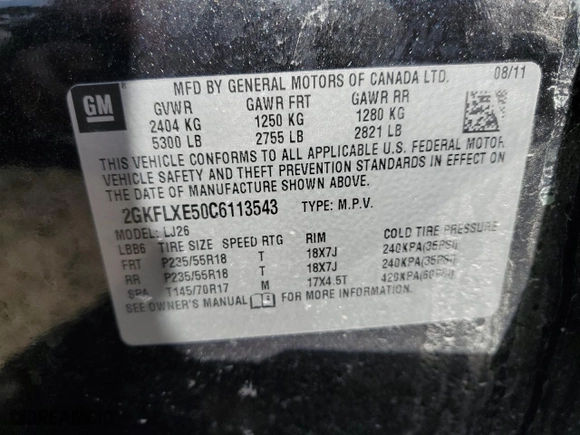 GM
MFD BY GENERAL MOTORS OF CANADA LTD. 08/11
GVWR GAWR FRT GAWR RR
2404 KG 1250 KG 1280 KG
5300 LB 2755 LB 2821 LB
THIS VEHICLE CONFORMS TO ALL APPLICABLE U.S. FEDERAL MOTOR
VEHICLE SAFETY AND THEFT PREVENTION STANDARDS IN EFFECT ON
THE DATE OF MANUFACTURE SHOWN ABOVE.
2GKFLXE50C6113543 TYPE: M.P.V.
MODEL: LJ26
LBB6 TIRE SIZE SPEED RTG RIM COLD TIRE PRESSURE
FRT P235/55R18 T 18X7J 240KPA(35PSI)
RR P235/55R18 T 18X7J 240KPA(35PSI)
SPA T145/70R17 M 17X4.5T 420KPA(60PSI)
SEE OWNER'S MANUAL FOR MORE INFORMATION.